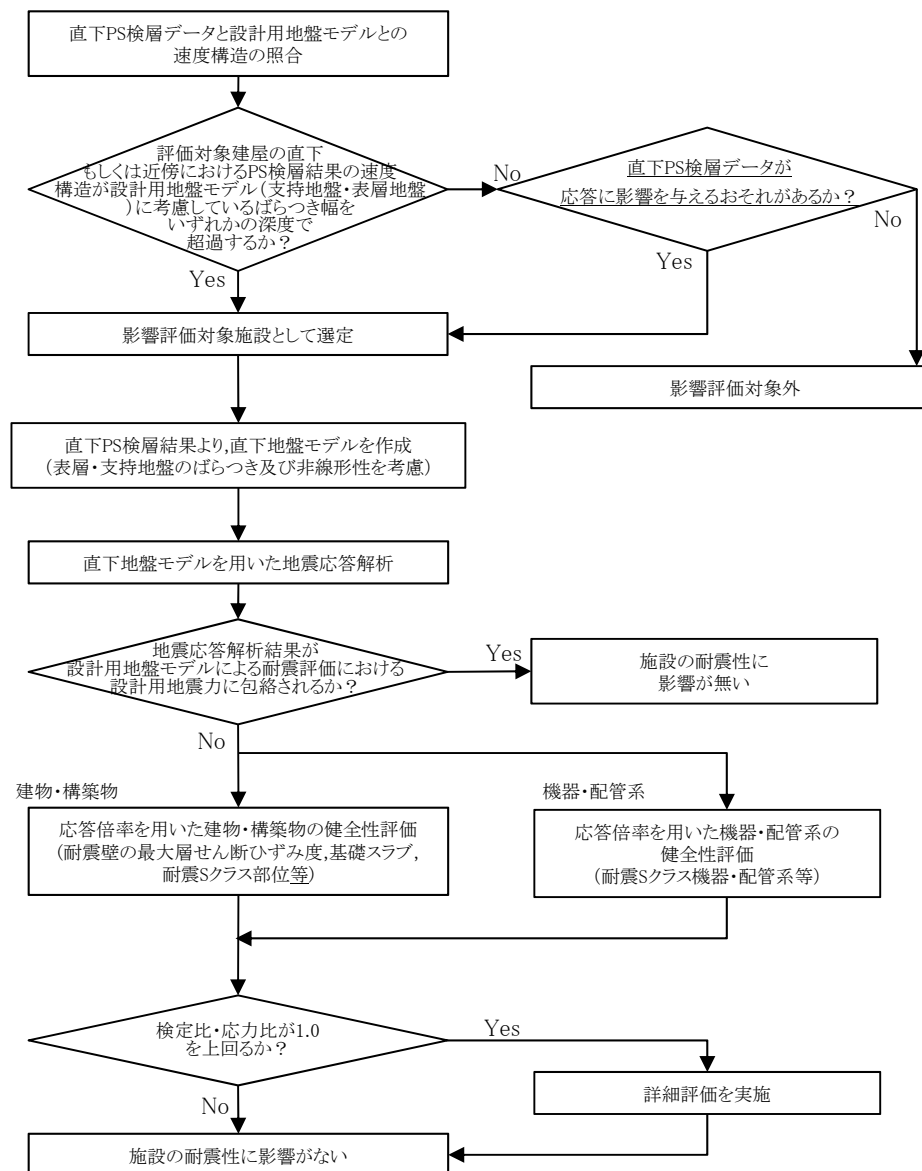 直下PS検層データと設計用地盤モデルとの
速度構造の照合
評価対象建屋の直下
もしくは近傍におけるPS検層結果の速度
構造が設計用地盤モデル(支持地盤・表層地盤
)に考慮しているばらつき幅を
いずれかの深度で
超過するか？
No
直下PS検層データが
応答に影響を与えるおそれがあるか？
No
Yes
Yes
影響評価対象施設として選定
影響評価対象外
直下PS検層結果より,直下地盤モデルを作成
(表層・支持地盤のばらつき及び非線形性を考慮)
直下地盤モデルを用いた地震応答解析
地震応答解析結果が
設計用地盤モデルによる耐震評価における
設計用地震力に包絡されるか？
Yes
施設の耐震性に
影響が無い
No
建物・構築物
機器・配管系
応答倍率を用いた建物・構築物の健全性評価
(耐震壁の最大層せん断ひずみ度,基礎スラブ,
耐震Sクラス部位等)
応答倍率を用いた機器・配管系の
健全性評価
(耐震Sクラス機器・配管系等)
検定比・応力比が1.0
を上回るか？
Yes
詳細評価を実施
No
施設の耐震性に影響がない